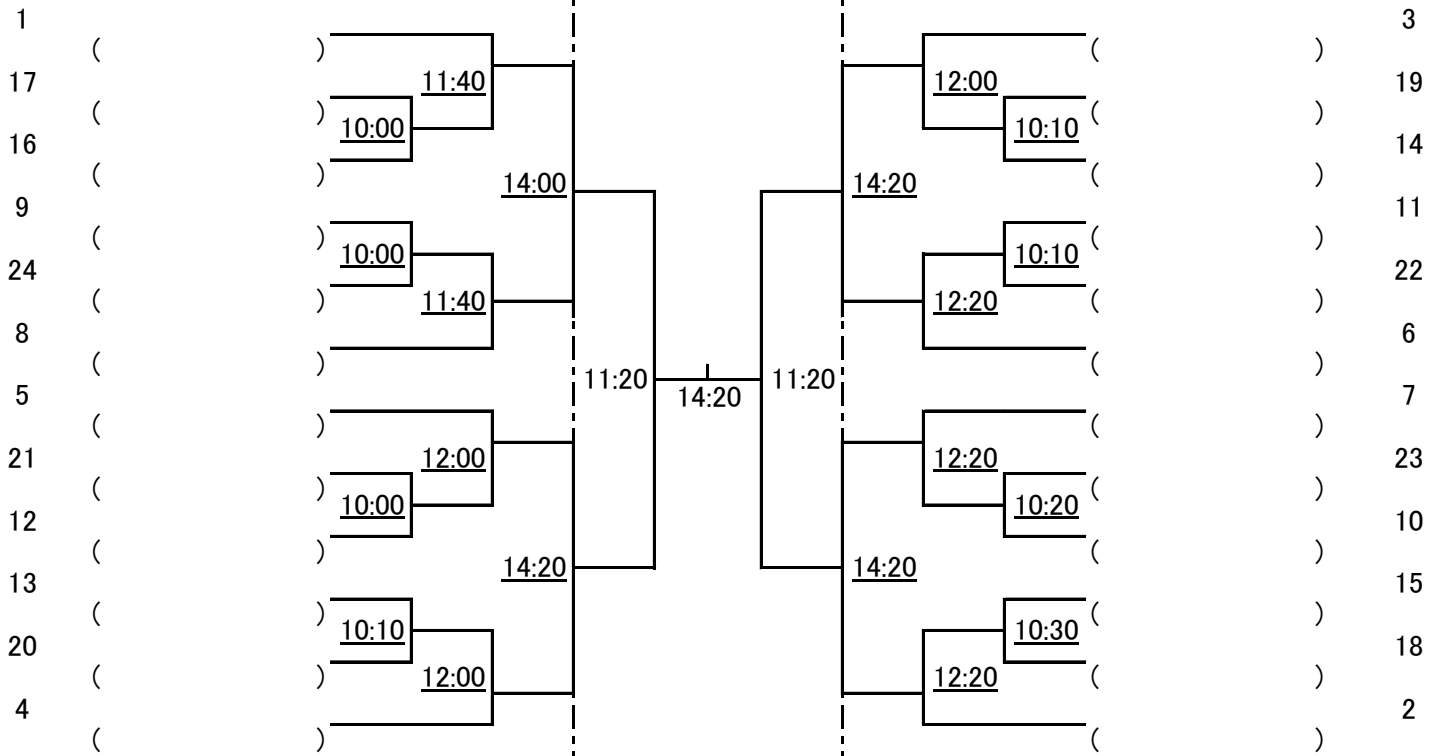 1 3
( ) ( )
17 11:40 12:00 19
( ) ( )
16 10:00 10:10 14
( ) 14:00 14:20 ( )
9 11
( ) ( )
24 10:00 10:10 22
( ) 11:40 12:20 ( )
8 6
( ) ( )
5 11:20 14:20 11:20 7
( ) ( )
21 12:00 12:20 23
( ) ( )
12 10:00 10:20 10
( ) ( )
13 14:20 14:20 15
( ) ( )
20 10:10 10:30 18
( ) 12:00 12:20 ( )
4 2
( ) ( )